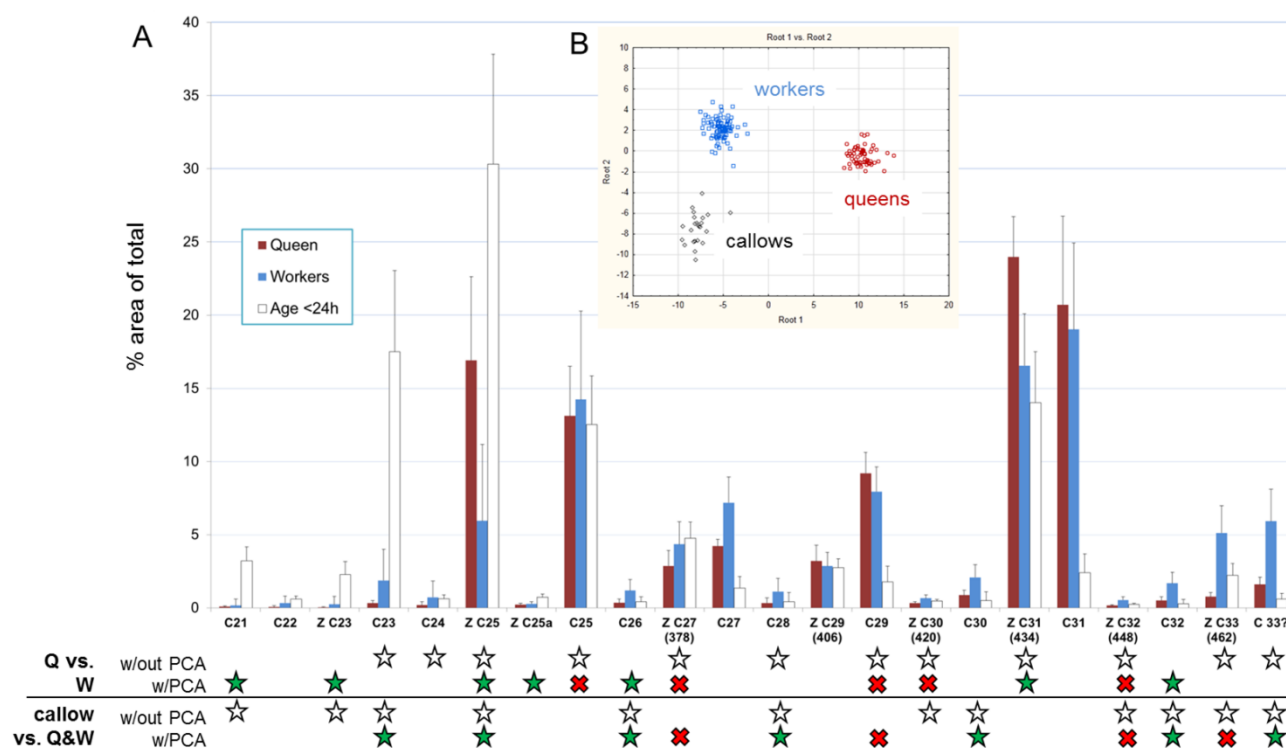 A
B
% area of total
40
35
30
25
20
15
10
5
0
Queen
Workers
Age <24h
Root 1 vs. Root 2
10
8
6
4
2
0
-2
-4
-6
-8
-10
-12
-14
Root 2
workers
queens
callows
-15 -10 -5 0 5 10 15 20
Root 1
C21 C22 Z C23 C23 C24 Z C25 Z C25a C25 C26 Z C27 C27 C28 Z C29 C29 Z C30 C30 Z C31 C31 Z C32 C32 Z C33 C 33?
(378) (406) (420) (434) (448) (462)
Q vs. w/out PCA
W w/PCA
callow w/out PCA
vs. Q&W w/PCA